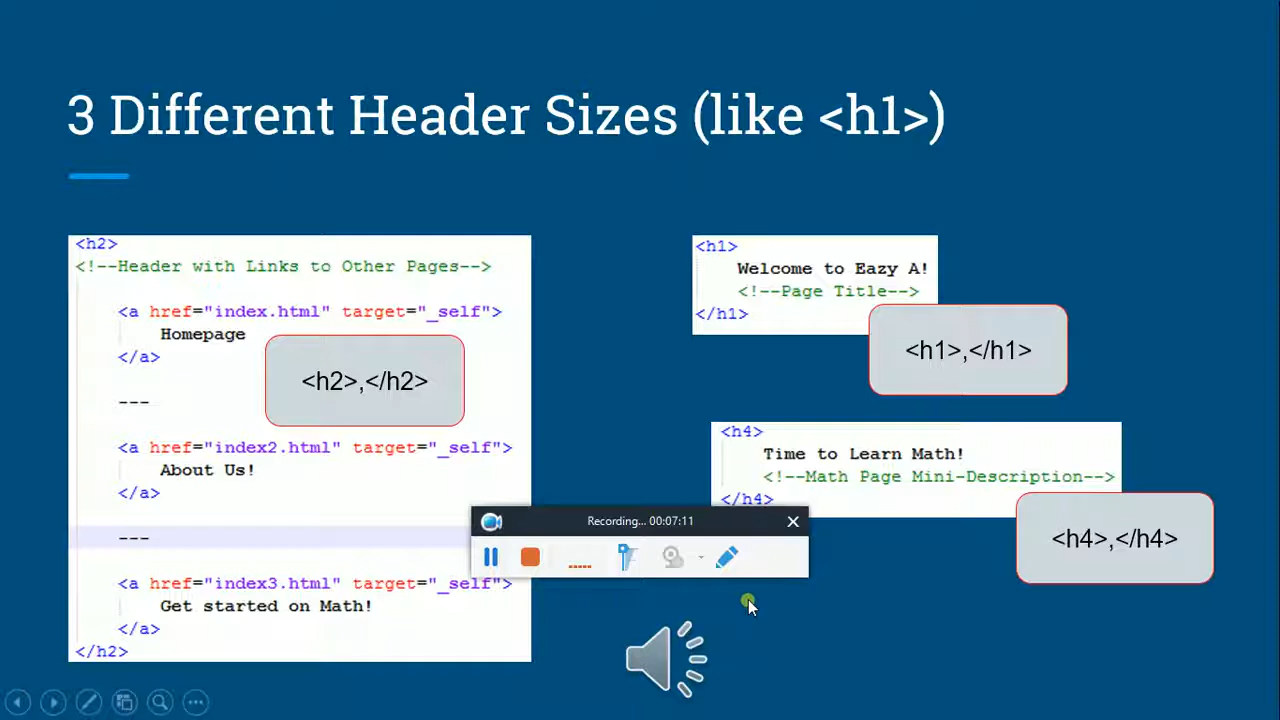 3 Different Header Sizes (like <h1>)
<h2>
<!--Header with Links to Other Pages-->
<a href="index.html" target="_self">
Homepage
</a>
---
<a href="index2.html" target="_self">
About Us!
</a>
---
<a href="index3.html" target="_self">
Get started on Math!
</a>
</h2>
<h2>,</h2>
<h1>
Welcome to Eazy A!
<!--Page Title-->
</h1>
<h1>,</h1>
<h4>
Time to Learn Math!
<!--Math Page Mini-Description-->
</h4>
<h4>,</h4>
Recording... 00:07:11